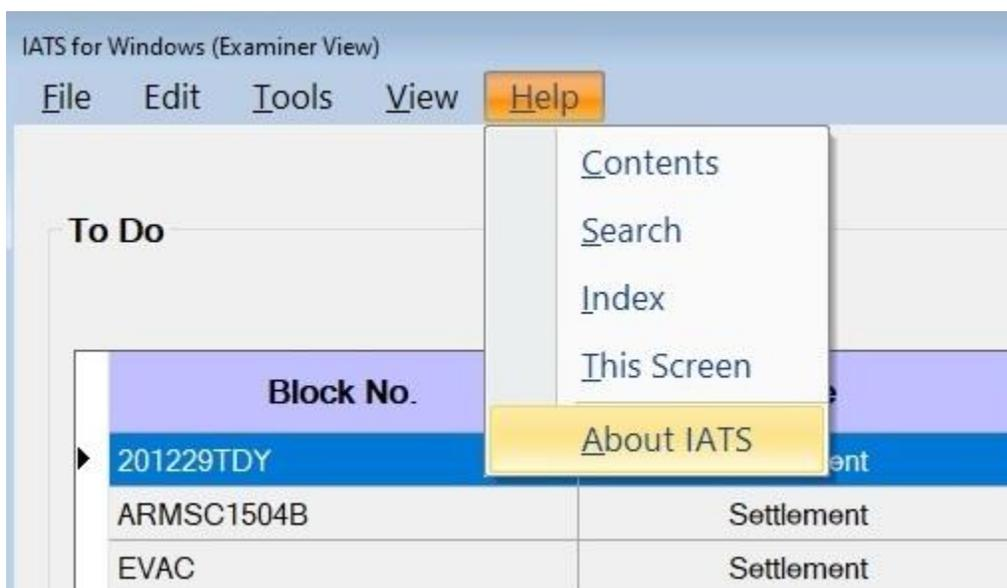 IATS for Windows (Examiner View)
File Edit Tools View Help
Contents
Search
Index
This Screen
About IATS
To Do
Block No.
201229TDY
ARMSC1504B Settlement
EVAC Settlement